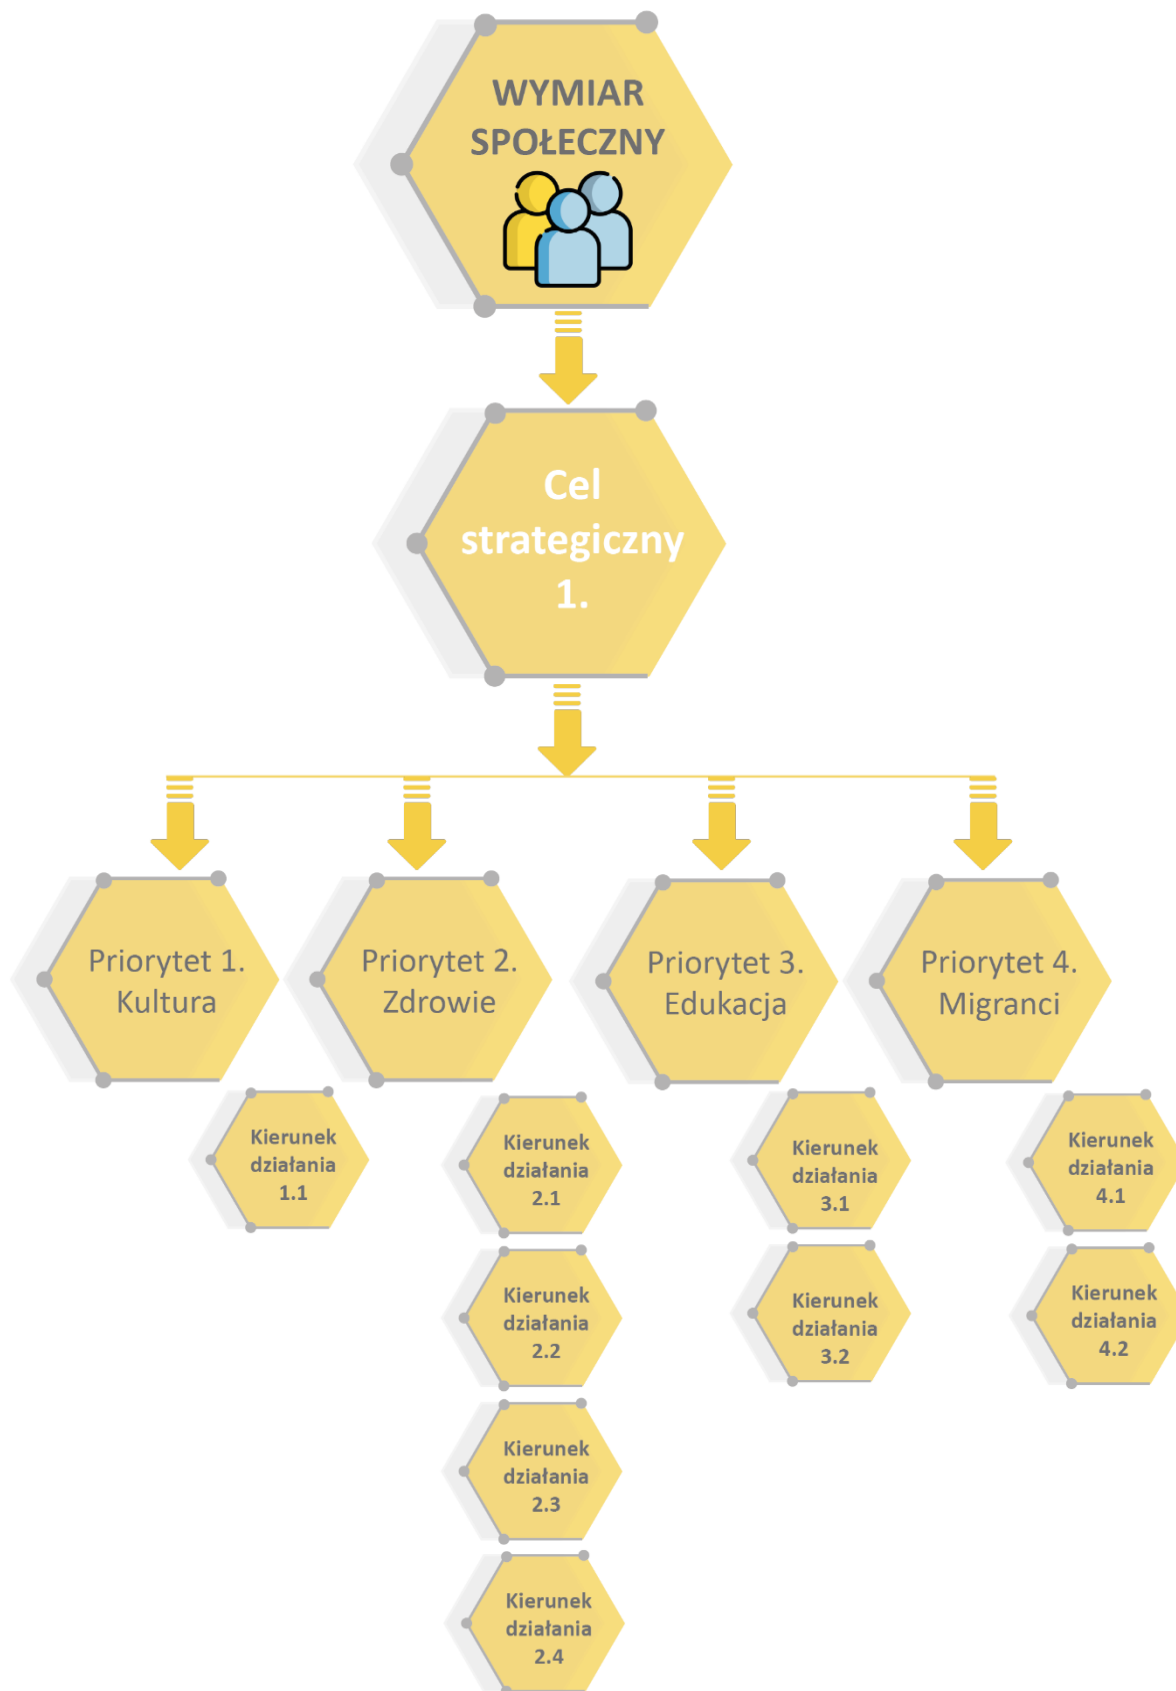 WYMIAR
SPOŁECZNY
Cel
strategiczny
1.
Priorytet 1.
Kultura
Priorytet 2.
Zdrowie
Priorytet 3.
Edukacja
Priorytet 4.
Migranci
Kierunek
działania
1.1
Kierunek
działania
2.1
Kierunek
działania
2.2
Kierunek
działania
2.3
Kierunek
działania
2.4
Kierunek
działania
3.1
Kierunek
działania
3.2
Kierunek
działania
4.1
Kierunek
działania
4.2